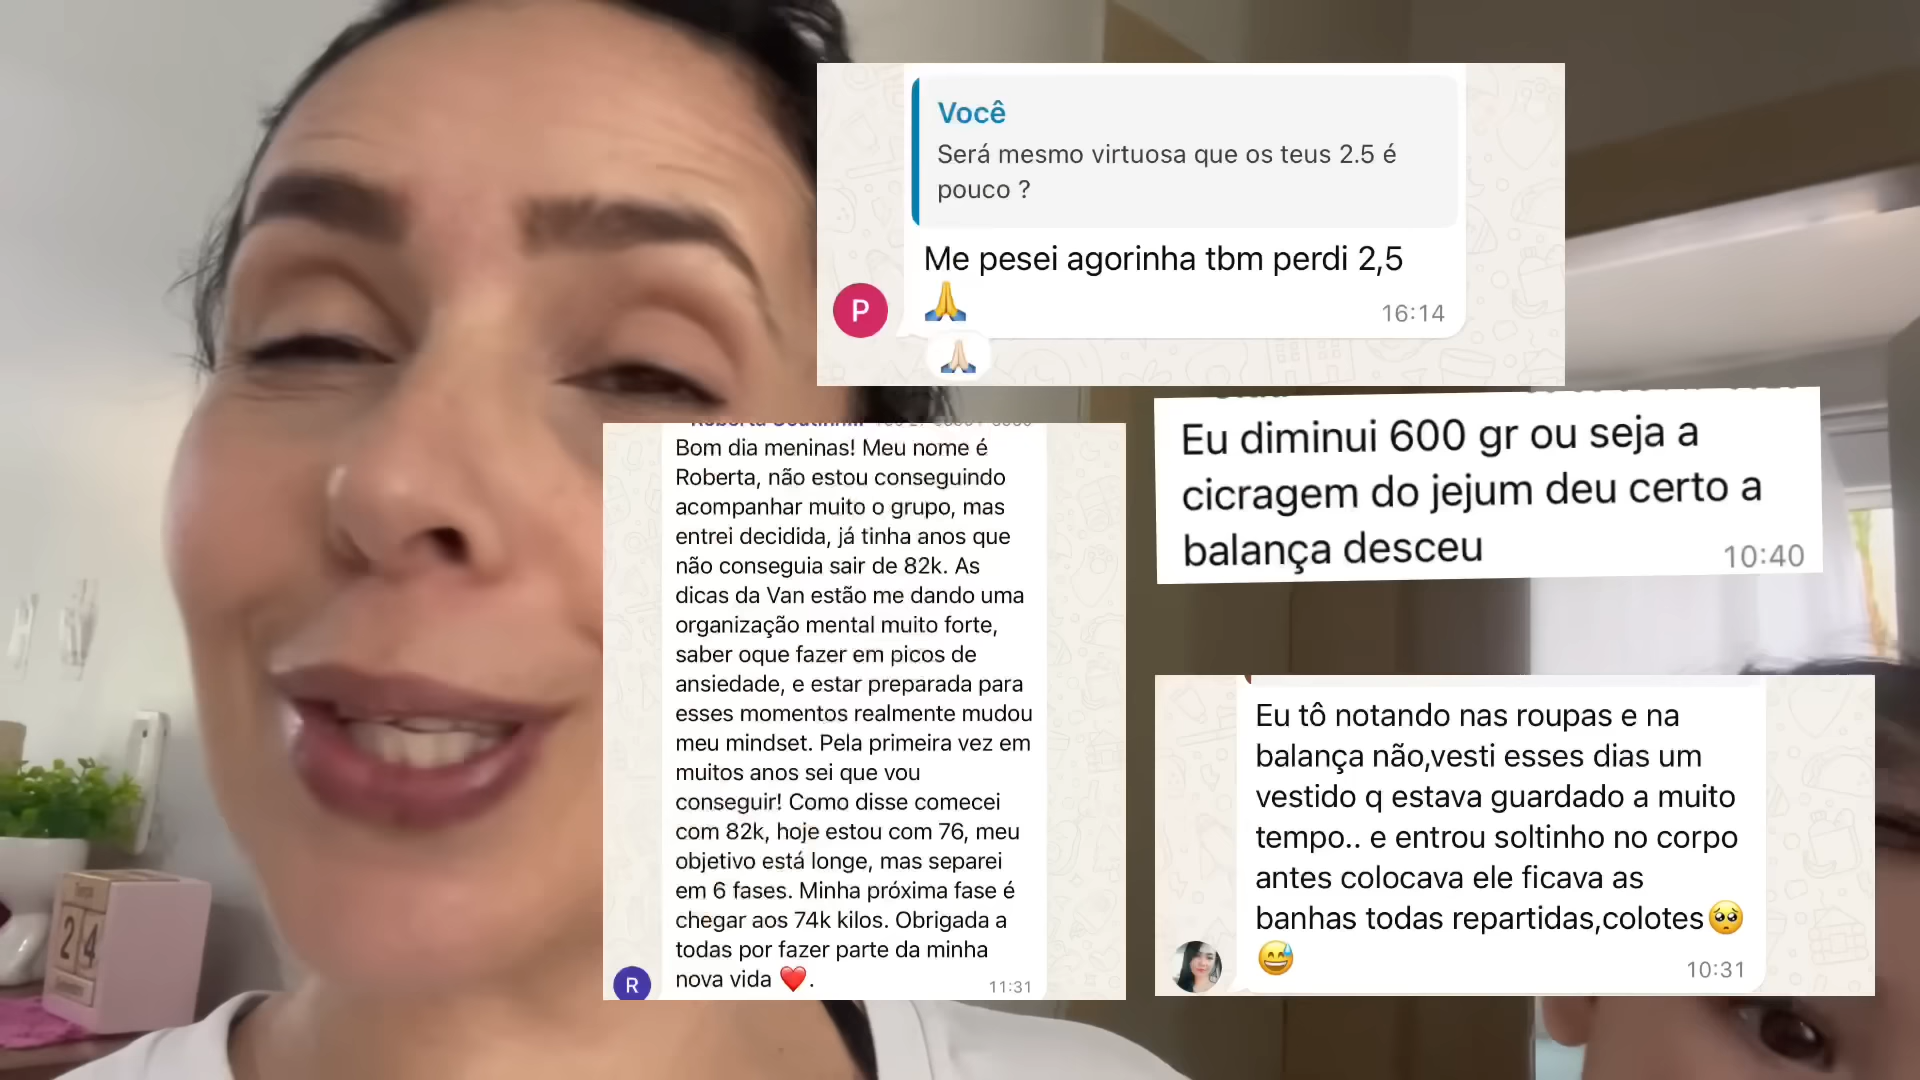 Você
Será mesmo virtuosa que os teus 2.5 é
pouco ?
Me pesei agorinha tbm perdi 2,5
🙏
P
16:14
🙏🏻
Bom dia meninas! Meu nome é
Roberta, não estou conseguindo
acompanhar muito o grupo, mas
entrei decidida, já tinha anos que
não conseguia sair de 82k. As
dicas da Van estão me dando uma
organização mental muito forte,
saber oque fazer em picos de
ansiedade, e estar preparada para
esses momentos realmente mudou
meu mindset. Pela primeira vez em
muitos anos sei que vou
conseguir! Como disse comecei
com 82k, hoje estou com 76, meu
objetivo está longe, mas separei
em 6 fases. Minha próxima fase é
chegar aos 74k kilos. Obrigada a
todas por fazer parte da minha
nova vida ❤️.
R
11:31
Eu diminui 600 gr ou seja a
cicragem do jejum deu certo a
balança desceu
10:40
Eu tô notando nas roupas e na
balança não,vesti esses dias um
vestido q estava guardado a muito
tempo.. e entrou soltinho no corpo
antes colocava ele ficava as
banhas todas repartidas,colotes🥺
😅
10:31
24